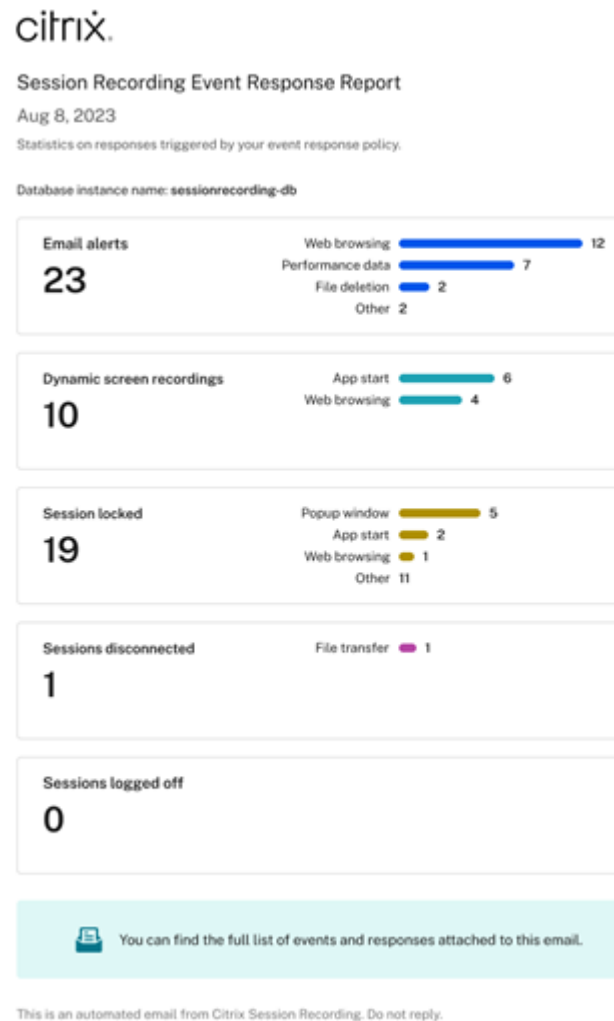 citrix.
Session Recording Event Response Report
Aug 8, 2023
Statistics on responses triggered by your event response policy.
Database instance name: sessionrecording-db
Email alerts
23
Web browsing 12
Performance data 7
File deletion 2
Other 2
Dynamic screen recordings
10
App start 6
Web browsing 4
Session locked
19
Popup window 5
App start 2
Web browsing 1
Other 11
Sessions disconnected
1
File transfer 1
Sessions logged off
0
You can find the full list of events and responses attached to this email.
This is an automated email from Citrix Session Recording. Do not reply.